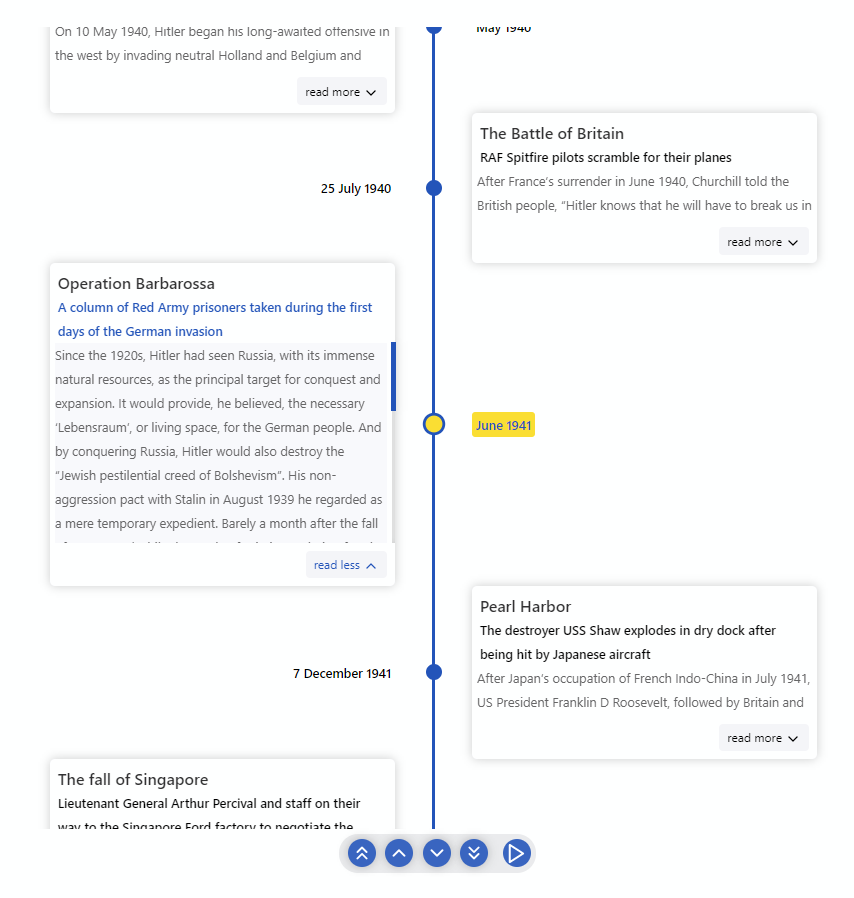 On 10 May 1940, Hitler began his long-awaited offensive in
the west by invading neutral Holland and Belgium and
read more
May 1940
The Battle of Britain
RAF Spitfire pilots scramble for their planes
After France’s surrender in June 1940, Churchill told the
British people, “Hitler knows that he will have to break us in
read more
25 July 1940
Operation Barbarossa
A column of Red Army prisoners taken during the first
days of the German invasion
Since the 1920s, Hitler had seen Russia, with its immense
natural resources, as the principal target for conquest and
expansion. It would provide, he believed, the necessary
‘Lebensraum’, or living space, for the German people. And
by conquering Russia, Hitler would also destroy the
“Jewish pestilential creed of Bolshevism”. His non-
aggression pact with Stalin in August 1939 he regarded as
a mere temporary expedient. Barely a month after the fall
read less
June 1941
Pearl Harbor
The destroyer USS Shaw explodes in dry dock after
being hit by Japanese aircraft
After Japan’s occupation of French Indo-China in July 1941,
US President Franklin D Roosevelt, followed by Britain and
read more
7 December 1941
The fall of Singapore
Lieutenant General Arthur Percival and staff on their
way to the Singapore Ford factory to negotiate the